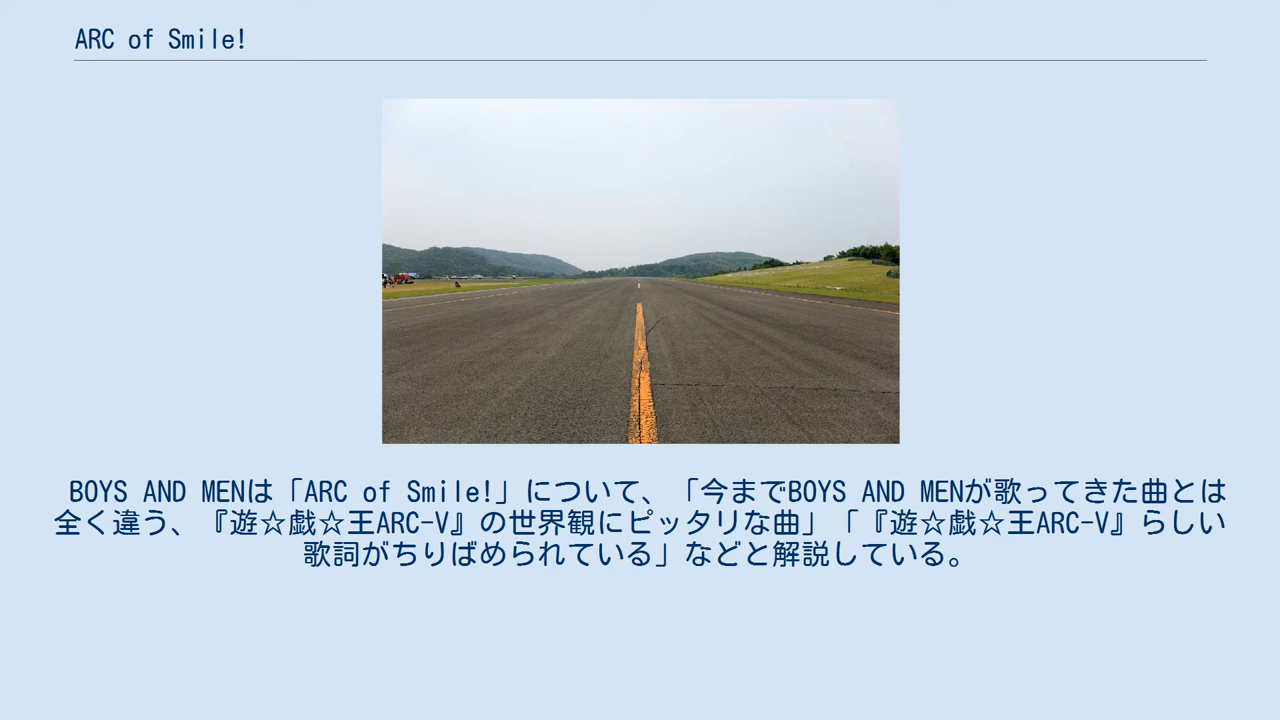 ARC of Smile!
BOYS AND MENは「ARC of Smile!」について、「今までBOYS AND MENが歌ってきた曲とは
全く違う、『遊☆戯☆王ARC-V』の世界観にピッタリな曲」「『遊☆戯☆王ARC-V』らしい
歌詞がちりばめられている」などと解説している。